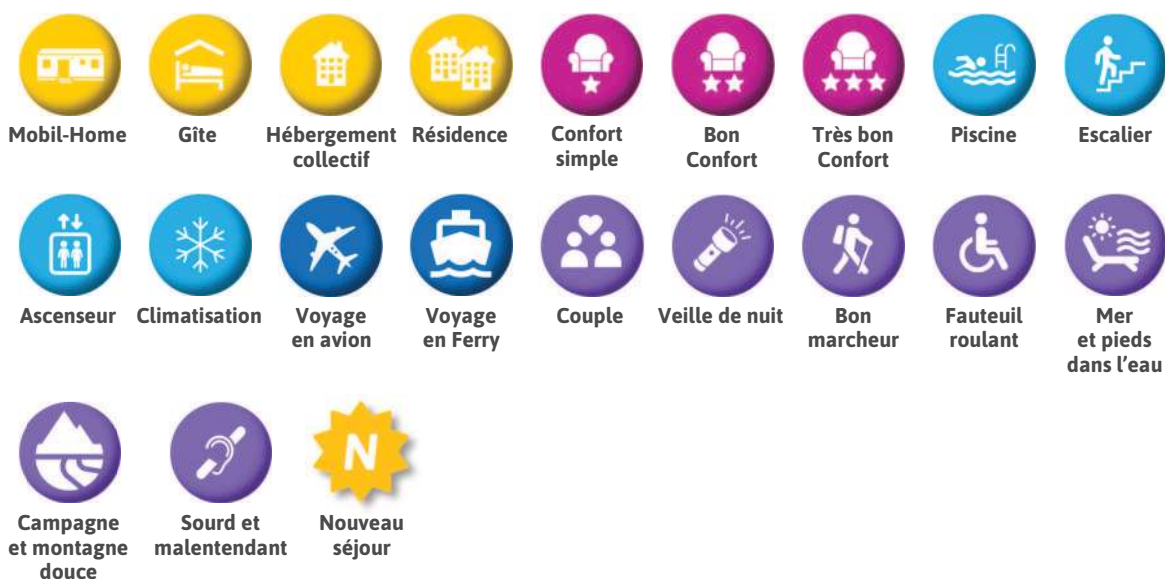 Mobil-Home
Gîte
Hébergement
collectif
Résidence
Confort
simple
Bon
Confort
Très bon
Confort
Piscine
Escalier
Ascenseur
Climatisation
Voyage
en avion
Voyage
en Ferry
Couple
Veille de nuit
Bon
marcheur
Fauteuil
roulant
Mer
et pieds
dans l'eau
Campagne
et montagne
douce
Sourd et
malentendant
N
Nouveau
séjour